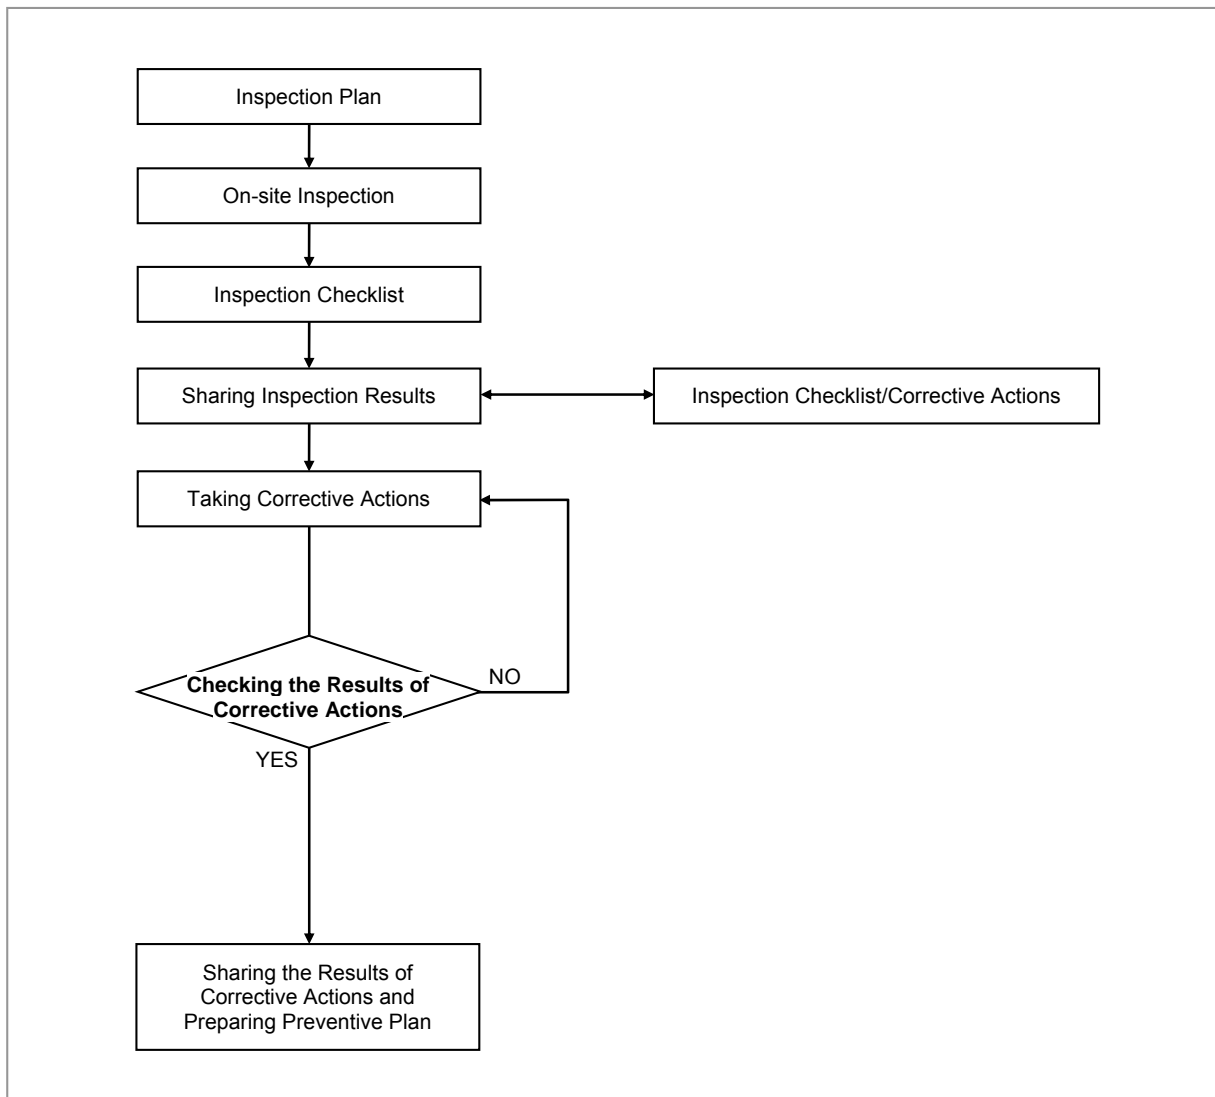 Inspection Plan
On-site Inspection
Inspection Checklist
Sharing Inspection Results
Inspection Checklist/Corrective Actions
Taking Corrective Actions
Checking the Results of
Corrective Actions
NO
YES
Sharing the Results of
Corrective Actions and
Preparing Preventive Plan